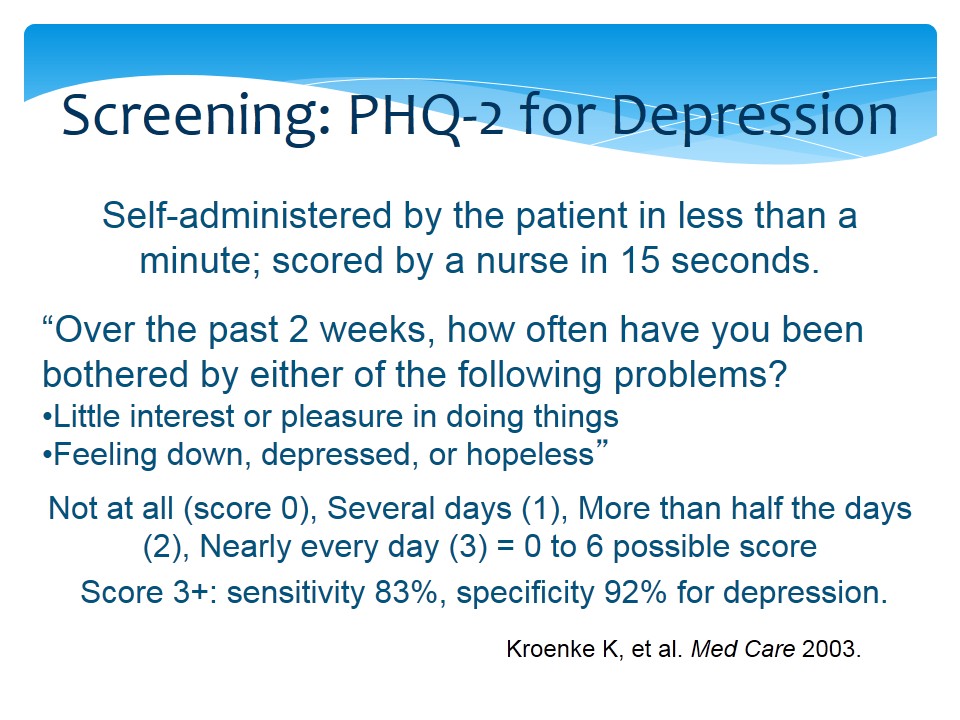 Screening: PHQ-2 for Depression
Self-administered by the patient in less than a
minute; scored by a nurse in 15 seconds.
“Over the past 2 weeks, how often have you been
bothered by either of the following problems?
•Little interest or pleasure in doing things
•Feeling down, depressed, or hopeless”
Not at all (score 0), Several days (1), More than half the days
(2), Nearly every day (3) = 0 to 6 possible score
Score 3+: sensitivity 83%, specificity 92% for depression.
Kroenke K, et al. Med Care 2003.